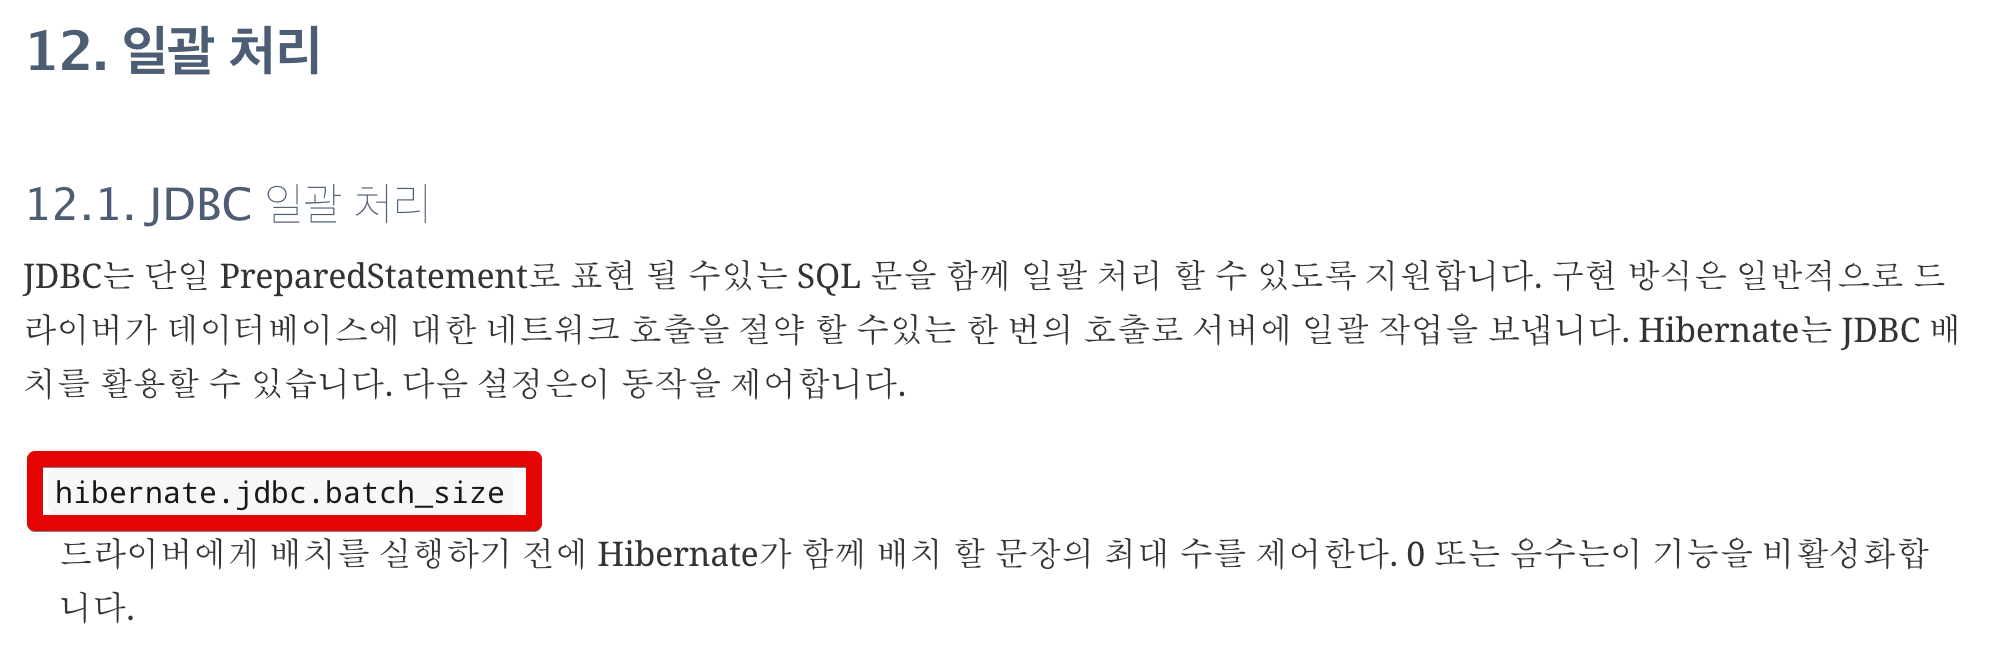 12. 일괄 처리
12.1. JDBC 일괄 처리
JDBC는 단일 PreparedStatement로 표현 될 수있는 SQL 문을 함께 일괄 처리 할 수 있도록 지원합니다. 구현 방식은 일반적으로 드
라이버가 데이터베이스에 대한 네트워크 호출을 절약 할 수있는 한 번의 호출로 서버에 일괄 작업을 보냅니다. Hibernate는 JDBC 배
치를 활용할 수 있습니다. 다음 설정은이 동작을 제어합니다.
hibernate.jdbc.batch_size
드라이버에게 배치를 실행하기 전에 Hibernate가 함께 배치 할 문장의 최대 수를 제어한다. 0 또는 음수는이 기능을 비활성화합
니다.